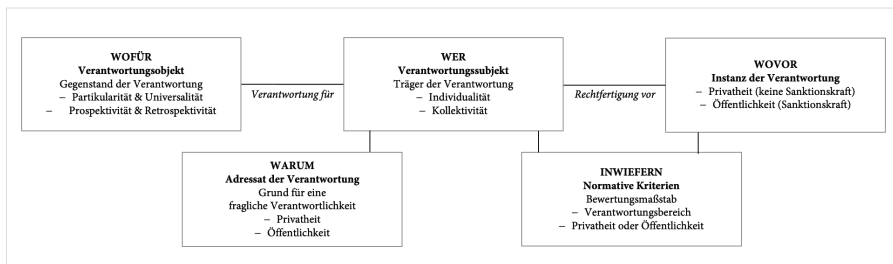 WOFÜR
Verantwortungsobjekt
Gegenstand der Verantwortung
– Partikularität & Universalität
– Prospektivität & Retrospektivität
Verantwortung für
WER
Verantwortungssubjekt
Träger der Verantwortung
– Individualität
– Kollektivität
Rechtfertigung vor
WOVOR
Instanz der Verantwortung
– Privatheit (keine Sanktionskraft)
– Öffentlichkeit (Sanktionskraft)
WARUM
Adressat der Verantwortung
Grund für eine
fragliche Verantwortlichkeit
– Privatheit
– Öffentlichkeit
INWIEFERN
Normative Kriterien
Bewertungsmaßstab
– Verantwortungsbereich
– Privatheit oder Öffentlichkeit